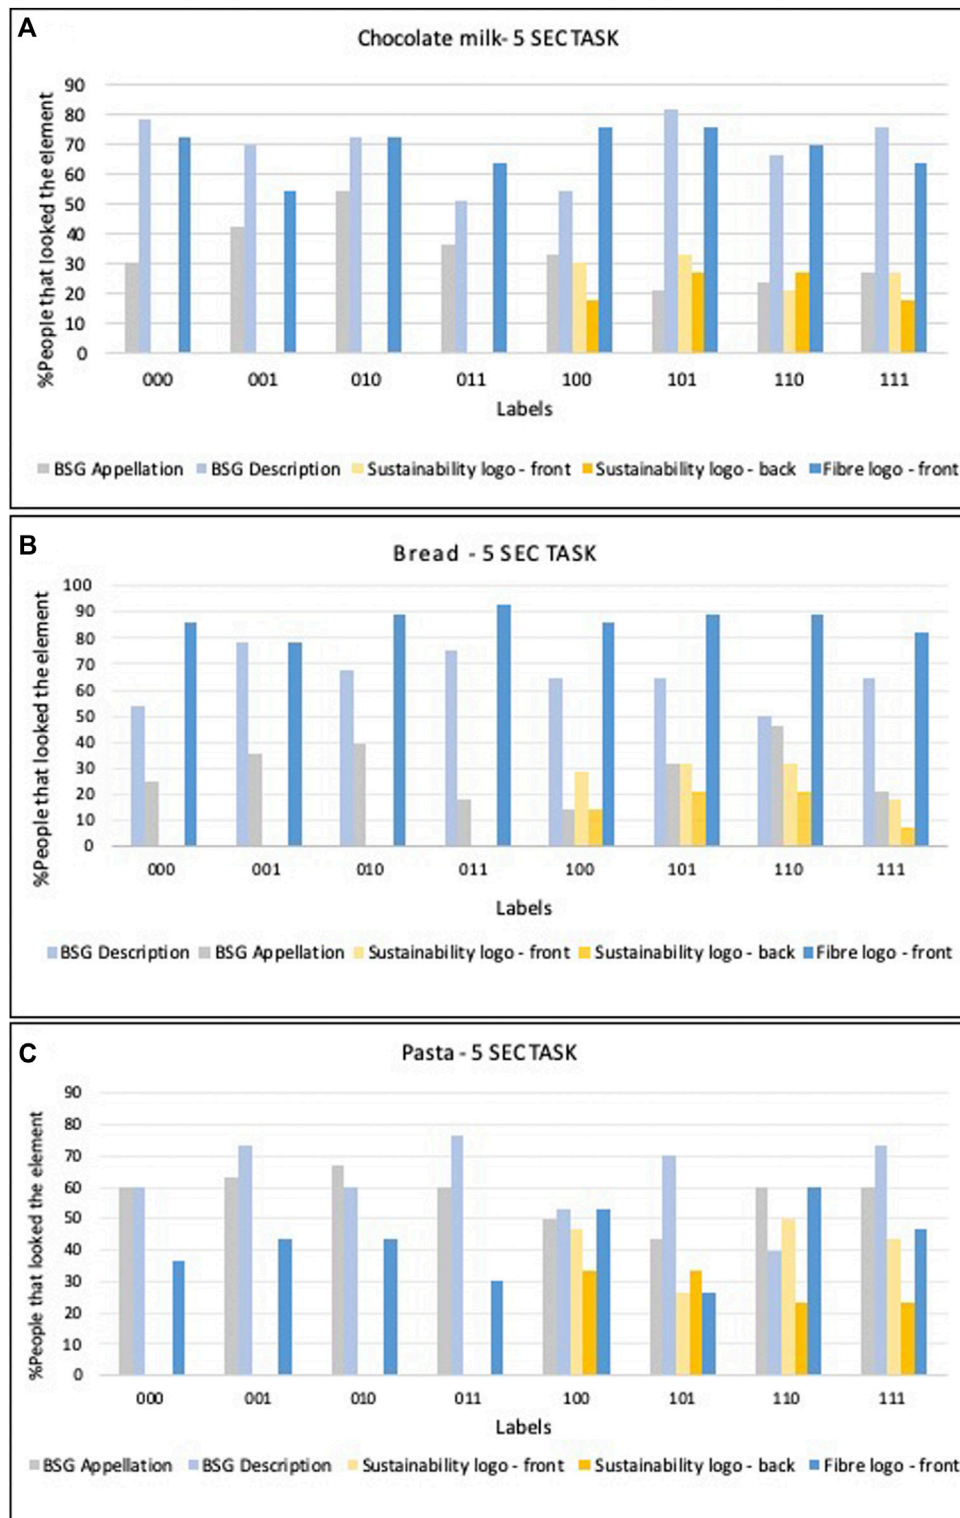 A
Chocolate milk- 5 SEC TASK
%People that looked the element
90
80
70
60
50
40
30
20
10
0
000 001 010 011 100 101 110 111
Labels
BSG Appellation BSG Description Sustainability logo - front Sustainability logo - back Fibre logo - front
B
Bread - 5 SEC TASK
%People that looked the element
100
90
80
70
60
50
40
30
20
10
0
000 001 010 011 100 101 110 111
Labels
BSG Description BSG Appellation Sustainability logo - front Sustainability logo - back Fibre logo - front
C
Pasta - 5 SEC TASK
%People that looked the element
90
80
70
60
50
40
30
20
10
0
000 001 010 011 100 101 110 111
Labels
BSG Appellation BSG Description Sustainability logo - front Sustainability logo - back Fibre logo - front